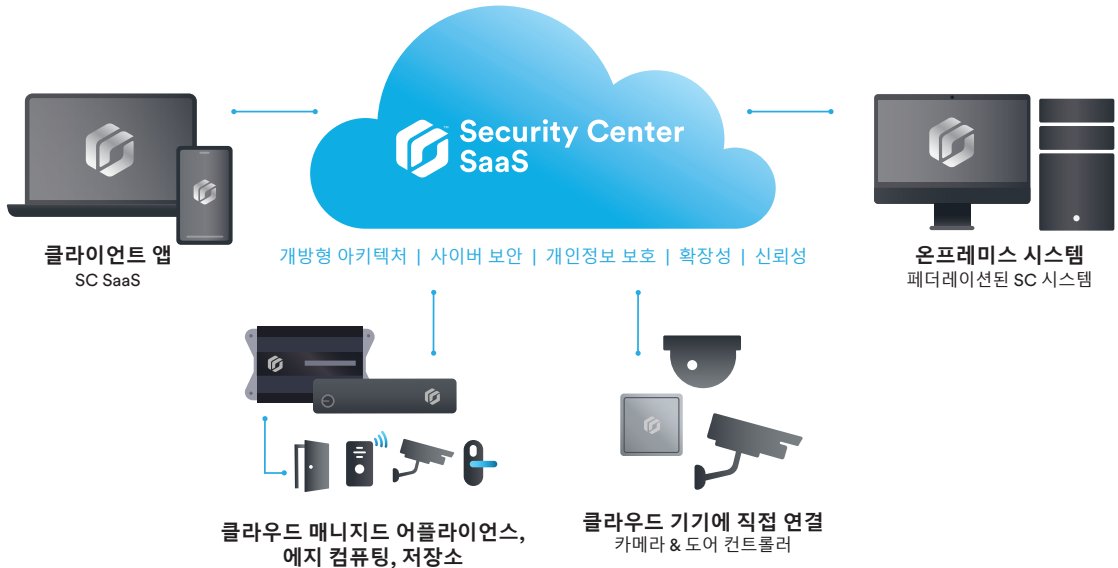 Security Center
SaaS
클라이언트 앱
SC SaaS
개방형 아키텍처 | 사이버 보안 | 개인정보 보호 | 확장성 | 신뢰성
온프레미스 시스템
페더레이션된 SC 시스템
클라우드 매니지드 어플라이언스,
에지 컴퓨팅, 저장소
클라우드 기기에 직접 연결
카메라 & 도어 컨트롤러